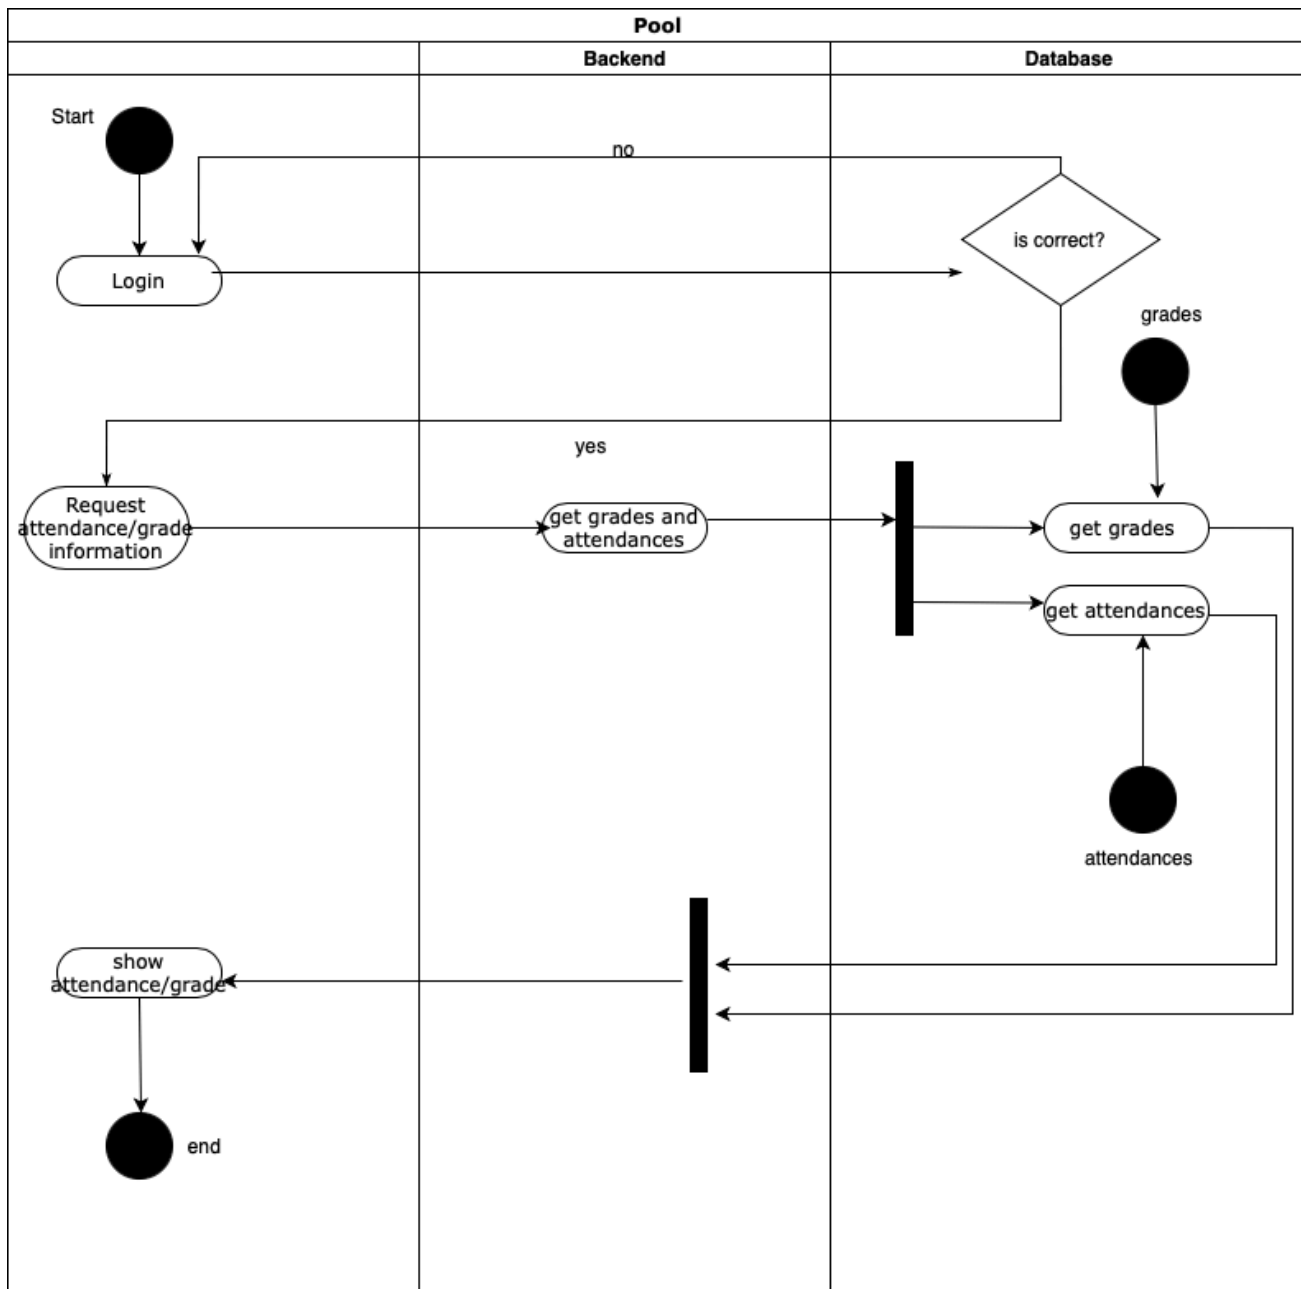 Pool
Backend
Database
Start
no
is correct?
Login
grades
yes
Request
attendance/grade
information
get grades and
attendances
get grades
get attendances
attendances
show
attendance/grade
end